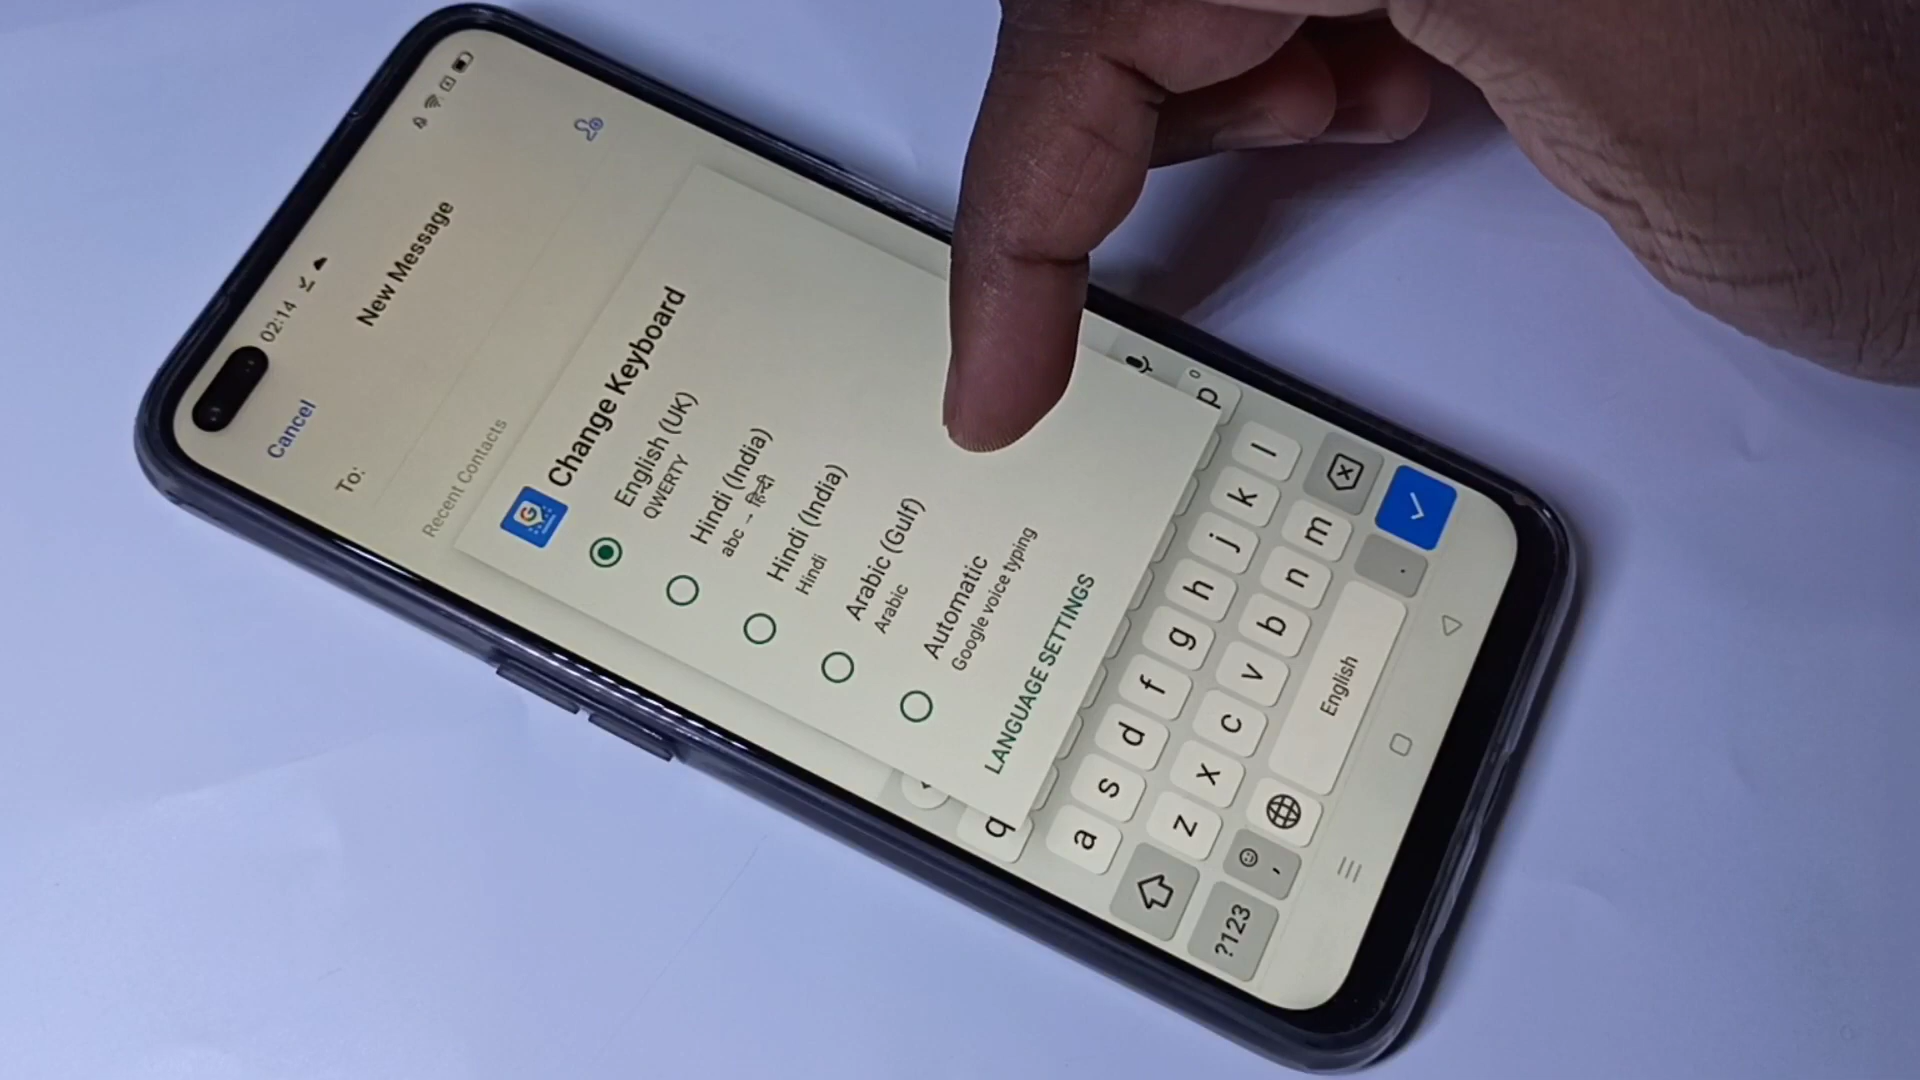 02:14
Cancel
New Message
To:
Recent Contacts
Change Keyboard
English (UK)
QWERTY
Hindi (India)
abc → हिन्दी
Hindi (India)
Hindi
Arabic (Gulf)
Arabic
Automatic
Google voice typing
LANGUAGE SETTINGS
q p 0
a s d f g h j k l
z x c v b n m
?123 , English .